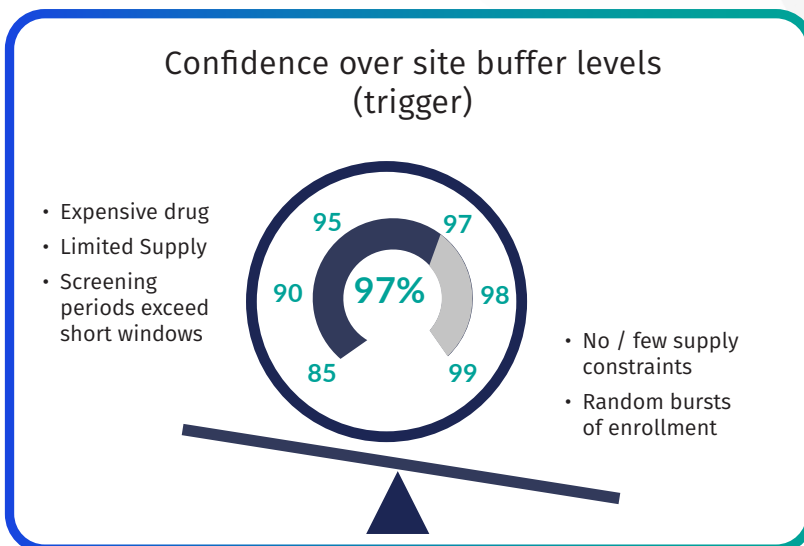 Confidence over site buffer levels
(trigger)
• Expensive drug
• Limited Supply
• Screening
periods exceed
short windows
95
97
90
97%
98
85
99
• No / few supply
constraints
• Random bursts
of enrollment